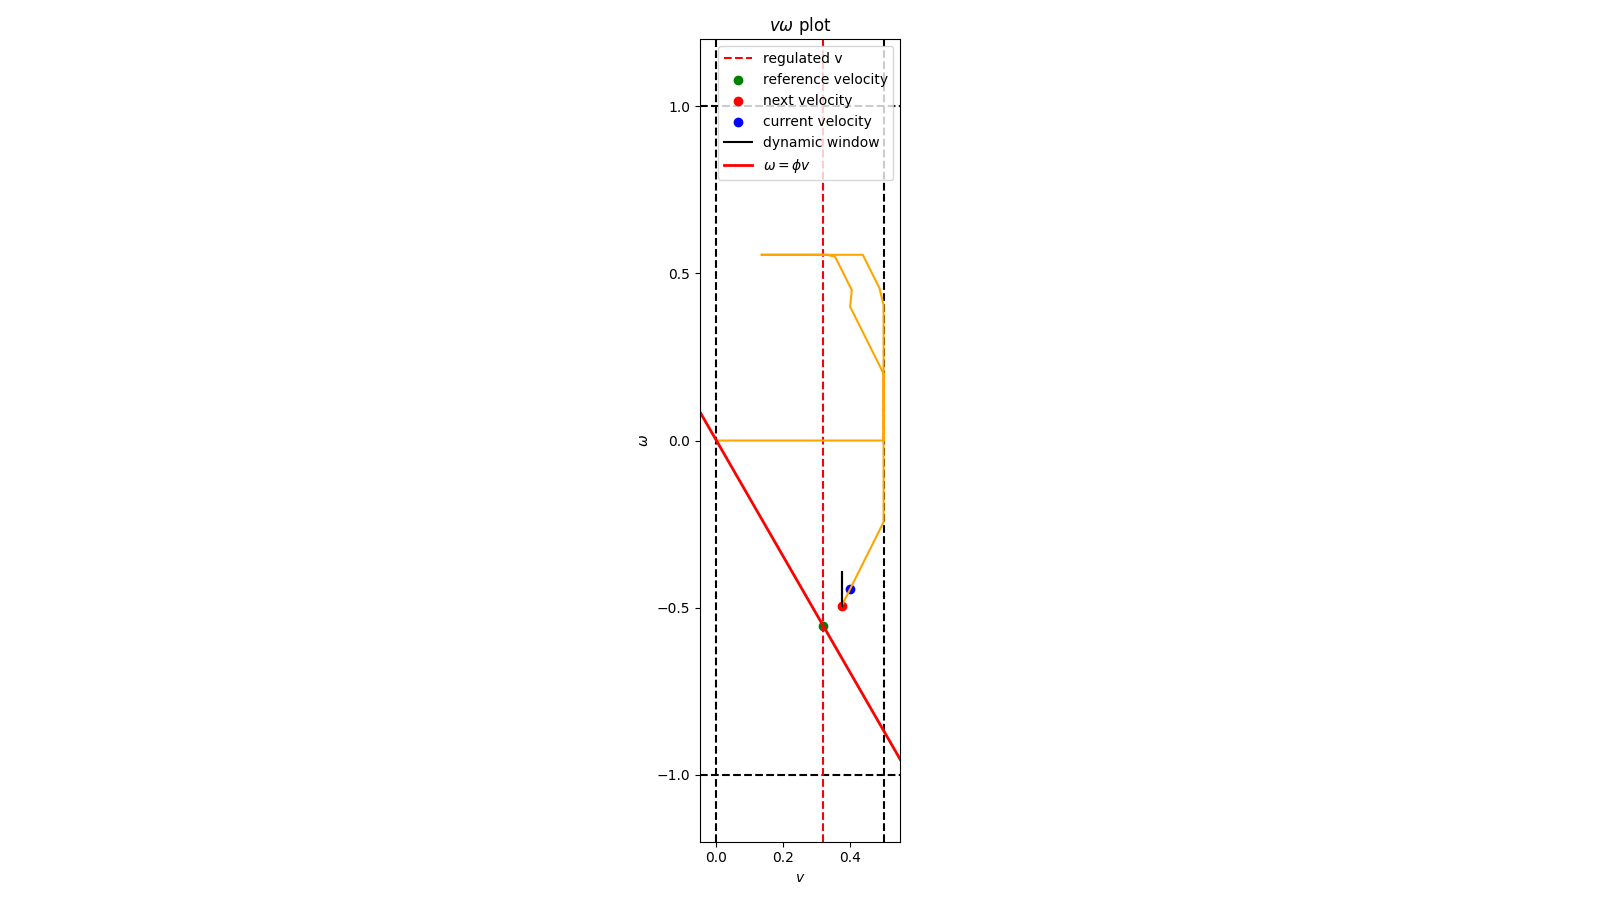 vω plot
regulated v
reference velocity
next velocity
current velocity
dynamic window
ω = ϕv
1.0
0.5
0.0
−0.5
−1.0
ω
0.0 0.2 0.4
v